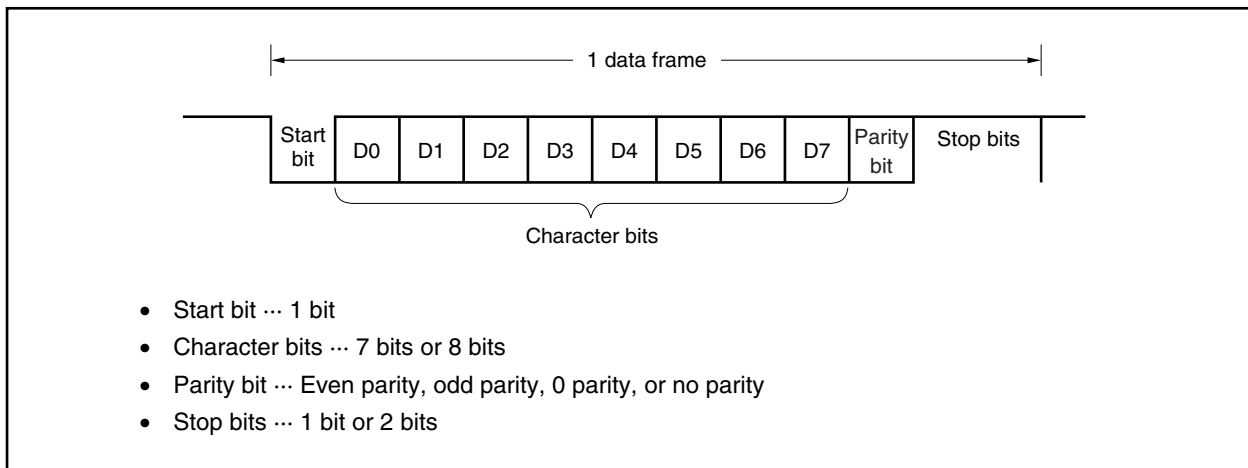 1 data frame
Start bit D0 D1 D2 D3 D4 D5 D6 D7 Parity bit Stop bits
Character bits
• Start bit ··· 1 bit
• Character bits ··· 7 bits or 8 bits
• Parity bit ··· Even parity, odd parity, 0 parity, or no parity
• Stop bits ··· 1 bit or 2 bits